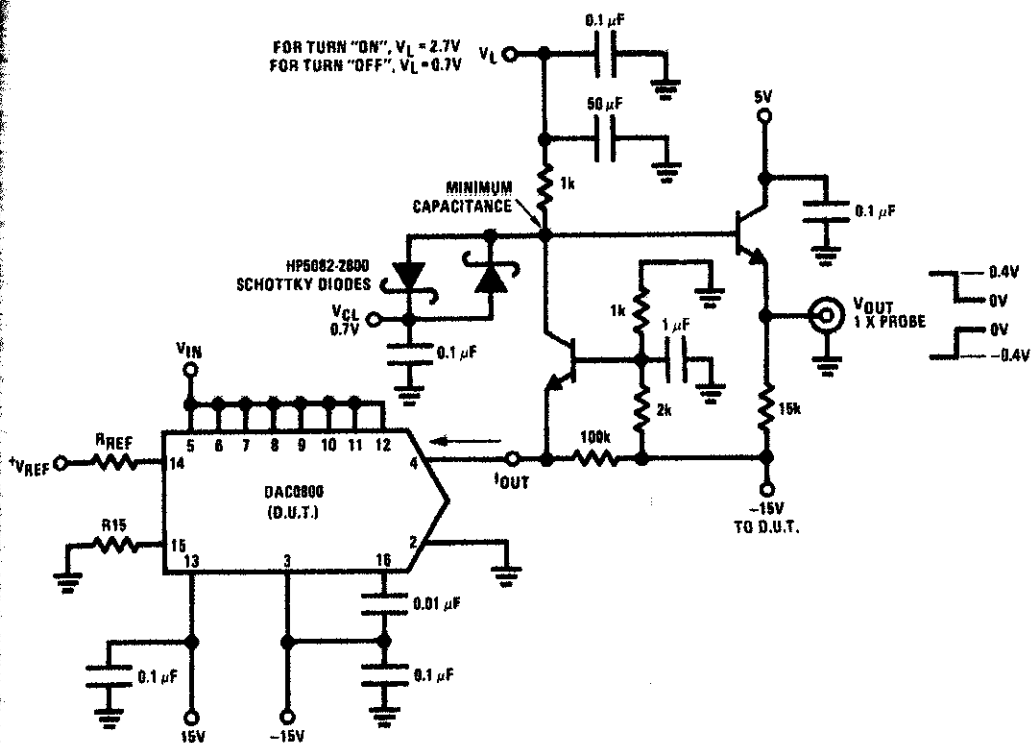 0.1 μF
FOR TURN "ON", VL = 2.7V
FOR TURN "OFF", VL = 0.7V
VL
50 μF
5V
1k
MINIMUM
CAPACITANCE
0.1 μF
HP5082-2800
SCHOTTKY DIODES
VCL
0.7V
0.1 μF
1k
1 μF
2k
VOUT
1 X PROBE
0.4V
0V
0V
-0.4V
15k
VIN
5 6 7 8 9 10 11 12
RREF
+VREF
14
4
IOUT
100k
DAC0800
(D.U.T.)
-15V
TO D.U.T.
R15
15
13
3
16
2
0.01 μF
0.1 μF
0.1 μF
15V
-15V